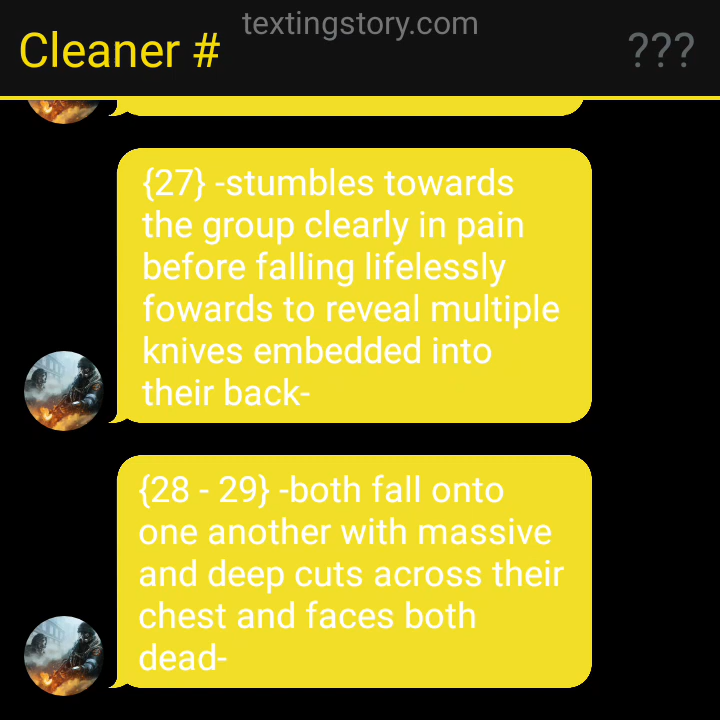 textingstory.com
Cleaner #
???
{27} -stumbles towards
the group clearly in pain
before falling lifelessly
fowards to reveal multiple
knives embedded into
their back-
{28 - 29} -both fall onto
one another with massive
and deep cuts across their
chest and faces both
dead-